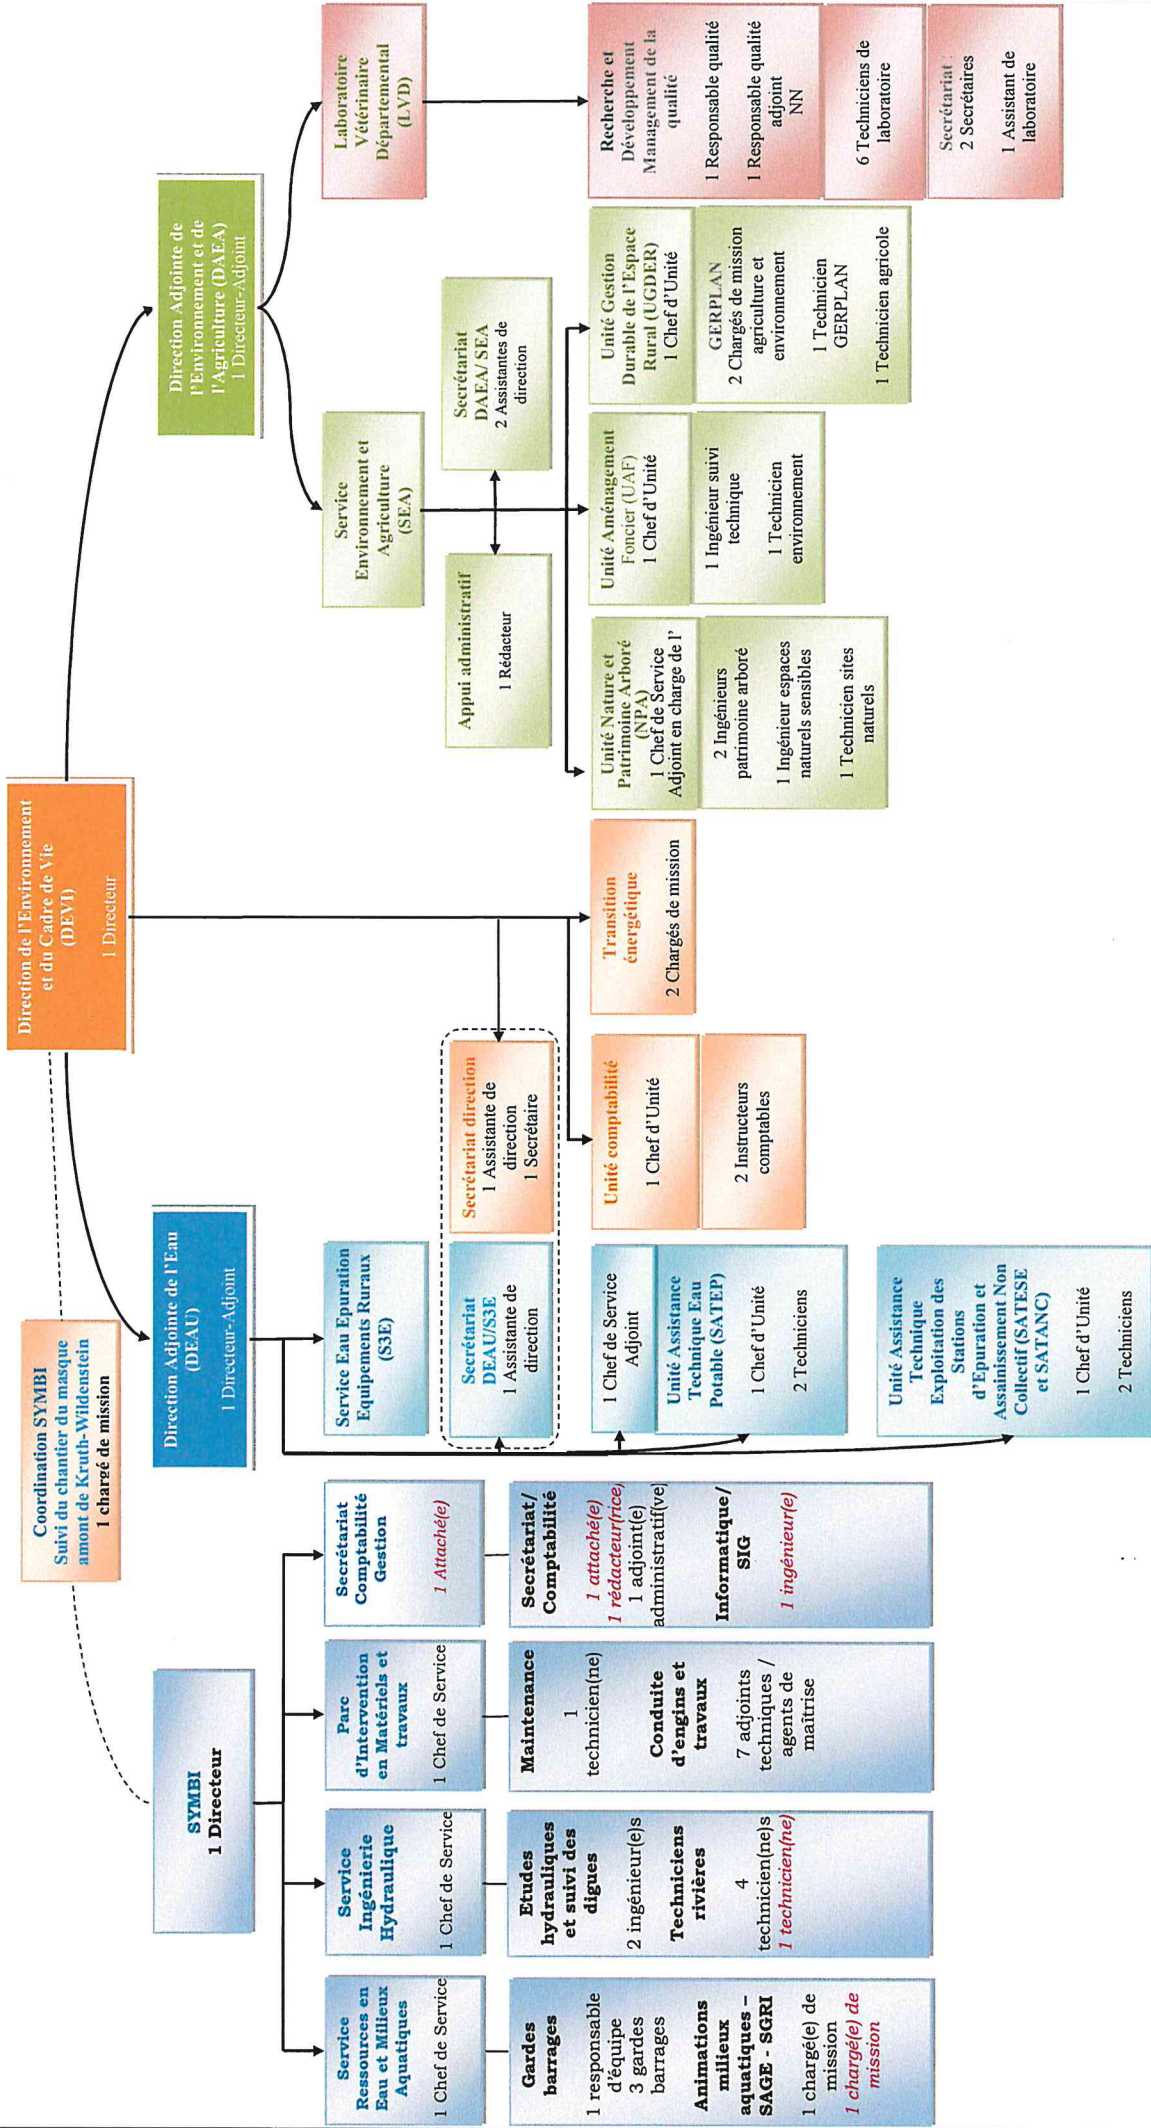 Direction de l'Environnement
et du Cadre de Vie
(DEVI)
1 Directeur
Coordination SYMBI
Suivi du chantier du masque
amont de Kruth-Wildenstein
1 chargé de mission
SYMBI
1 Directeur
Direction Adjointe de l'Eau
(DEAU)
1 Directeur-Adjoint
Direction Adjointe de
l'Environnement et de
l'Agriculture (DAEA)
1 Directeur-Adjoint
Service
Ressources en
Eau et Milieux
Aquatiques
1 Chef de Service
Gardes
barrages
1 responsable
d'équipe
3 gardes
barrages
Animations
milieux
aquatiques –
SAGE - SGRI
1 chargé(e) de
mission
1 chargé(e) de
mission
Service
Ingénierie
Hydraulique
1 Chef de Service
Etudes
hydrauliques
et suivi des
digues
2 ingénieur(e)s
Techniciens
rivières
4
technicien(ne)s
1 technicien(ne)
Parc
d'Intervention
en Matériels et
travaux
1 Chef de Service
Maintenance
1
technicien(ne)
Conduite
d'engins et
travaux
7 adjoints
techniques /
agents de
maîtrise
Secrétariat
Comptabilité
Gestion
1 Attaché(e)
Secrétariat/
Comptabilité
1 attaché(e)
1 rédacteur(rice)
1 adjoint(e)
administratif(ve)
Informatique/
SIG
1 ingénieur(e)
Service Eau Epuration
Equipements Ruraux
(S3E)
Secrétariat
DEAU/S3E
1 Assistante de
direction
1 Chef de Service
Adjoint
Unité Assistance
Technique Eau
Potable (SATEP)
1 Chef d'Unité
2 Techniciens
Unité Assistance
Technique
Exploitation des
Stations
d'Epuration et
Assainissement Non
Collectif (SATESE
et SATANC)
1 Chef d'Unité
2 Techniciens
Secrétariat direction
1 Assistante de
direction
1 Secrétaire
Unité comptabilité
1 Chef d'Unité
2 Instructeurs
comptables
Transition
énergétique
2 Chargés de mission
Service
Environnement et
Agriculture
(SEA)
Appui administratif
1 Rédacteur
Secrétariat
DAEA/ SEA
2 Assistantes de
direction
Unité Nature et
Patrimoine Arboré
(NPA)
1 Chef de Service
Adjoint en charge de l'
2 Ingénieurs
patrimoine arboré
1 Ingénieur espaces
naturels sensibles
1 Technicien sites
naturels
Unité Aménagement
Foncier (UAF)
1 Chef d'Unité
1 Ingénieur suivi
technique
1 Technicien
environnement
Unité Gestion
Durable de l'Espace
Rural (UGDER)
1 Chef d'Unité
GERPLAN
2 Chargés de mission
agriculture et
environnement
1 Technicien
GERPLAN
1 Technicien agricole
Laboratoire
Vétérinaire
Départemental
(LVD)
Recherche et
Développement
Management de la
qualité
1 Responsable qualité
1 Responsable qualité
adjoint
NN
6 Techniciens de
laboratoire
Secrétariat :
2 Secrétaires
1 Assistant de
laboratoire